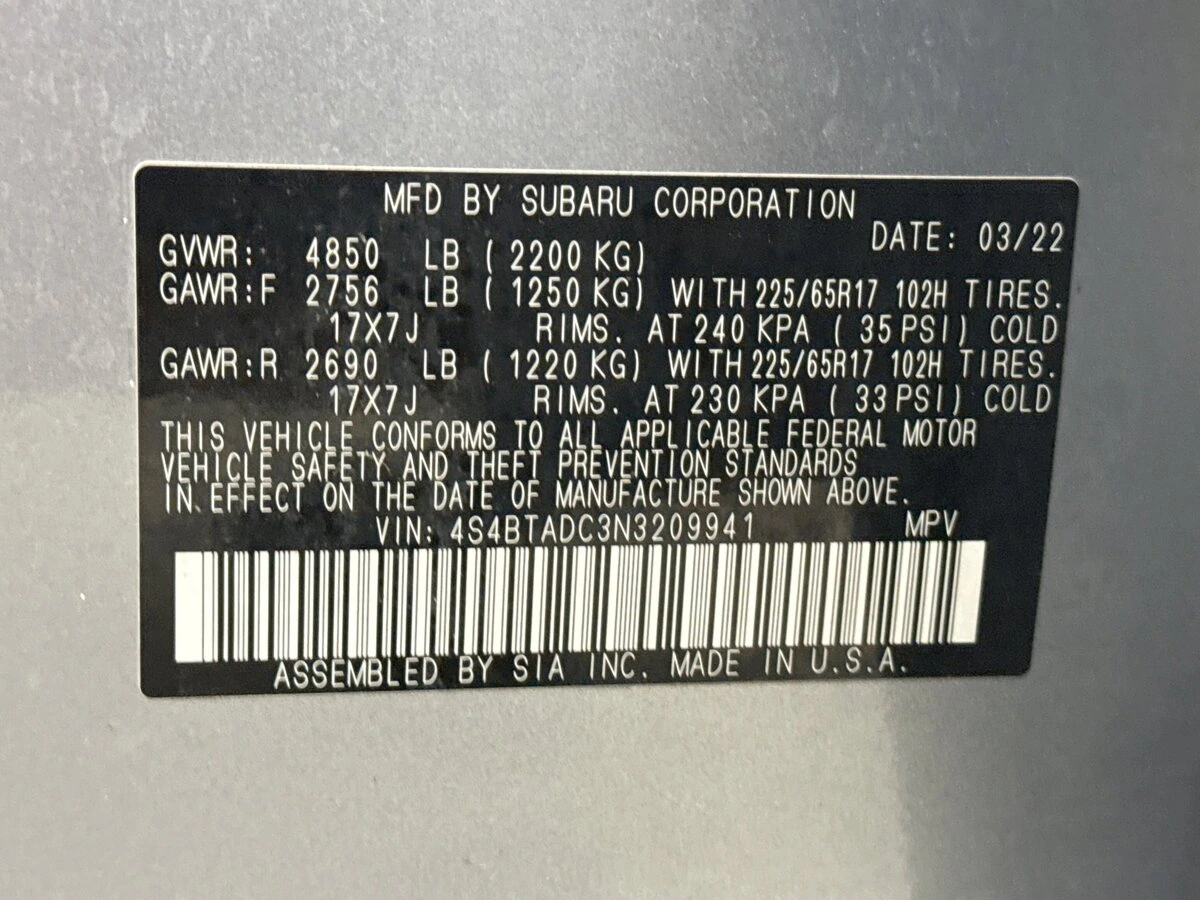 MFD BY SUBARU CORPORATION
DATE: 03/22
GVWR: 4850 LB ( 2200 KG)
GAWR:F 2756 LB ( 1250 KG) WITH 225/65R17 102H TIRES.
17X7J RIMS. AT 240 KPA ( 35 PSI) COLD
GAWR:R 2690 LB ( 1220 KG) WITH 225/65R17 102H TIRES.
17X7J RIMS. AT 230 KPA ( 33 PSI) COLD
THIS VEHICLE CONFORMS TO ALL APPLICABLE FEDERAL MOTOR
VEHICLE SAFETY AND THEFT PREVENTION STANDARDS
IN EFFECT ON THE DATE OF MANUFACTURE SHOWN ABOVE.
VIN: 4S4BTADC3N3209941 MPV
ASSEMBLED BY SIA INC. MADE IN U.S.A.